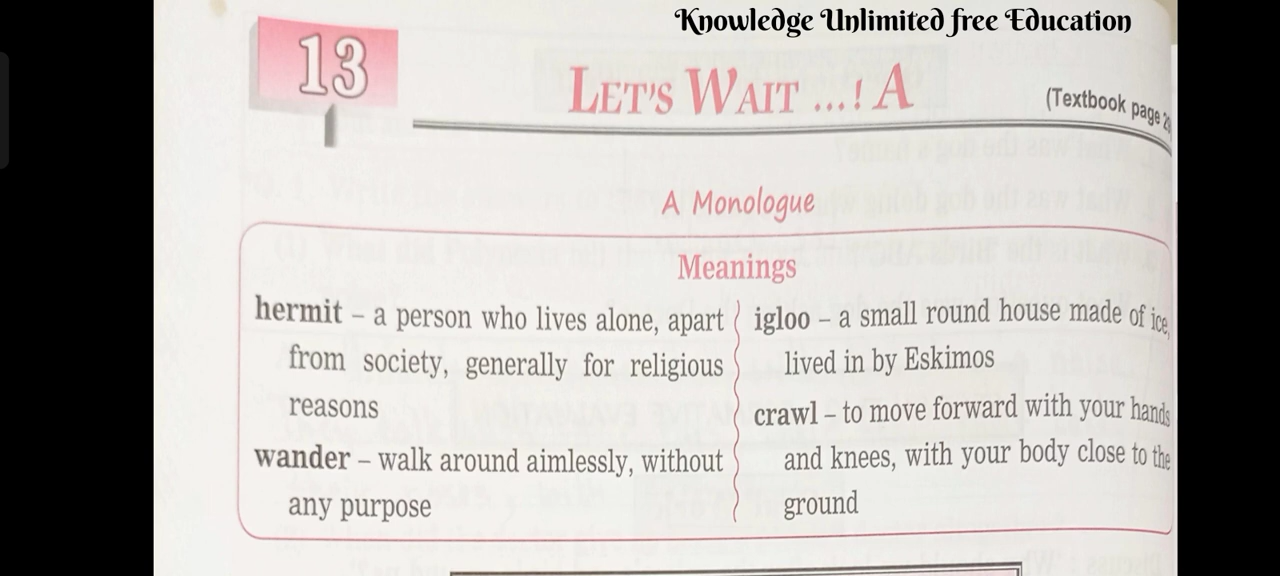 Knowledge Unlimited free Education
13
LET'S WAIT ...! A
(Textbook page
A Monologue
Meanings
hermit – a person who lives alone, apart
from society, generally for religious
reasons
wander – walk around aimlessly, without
any purpose
igloo – a small round house made of ice,
lived in by Eskimos
crawl – to move forward with your hands
and knees, with your body close to the
ground